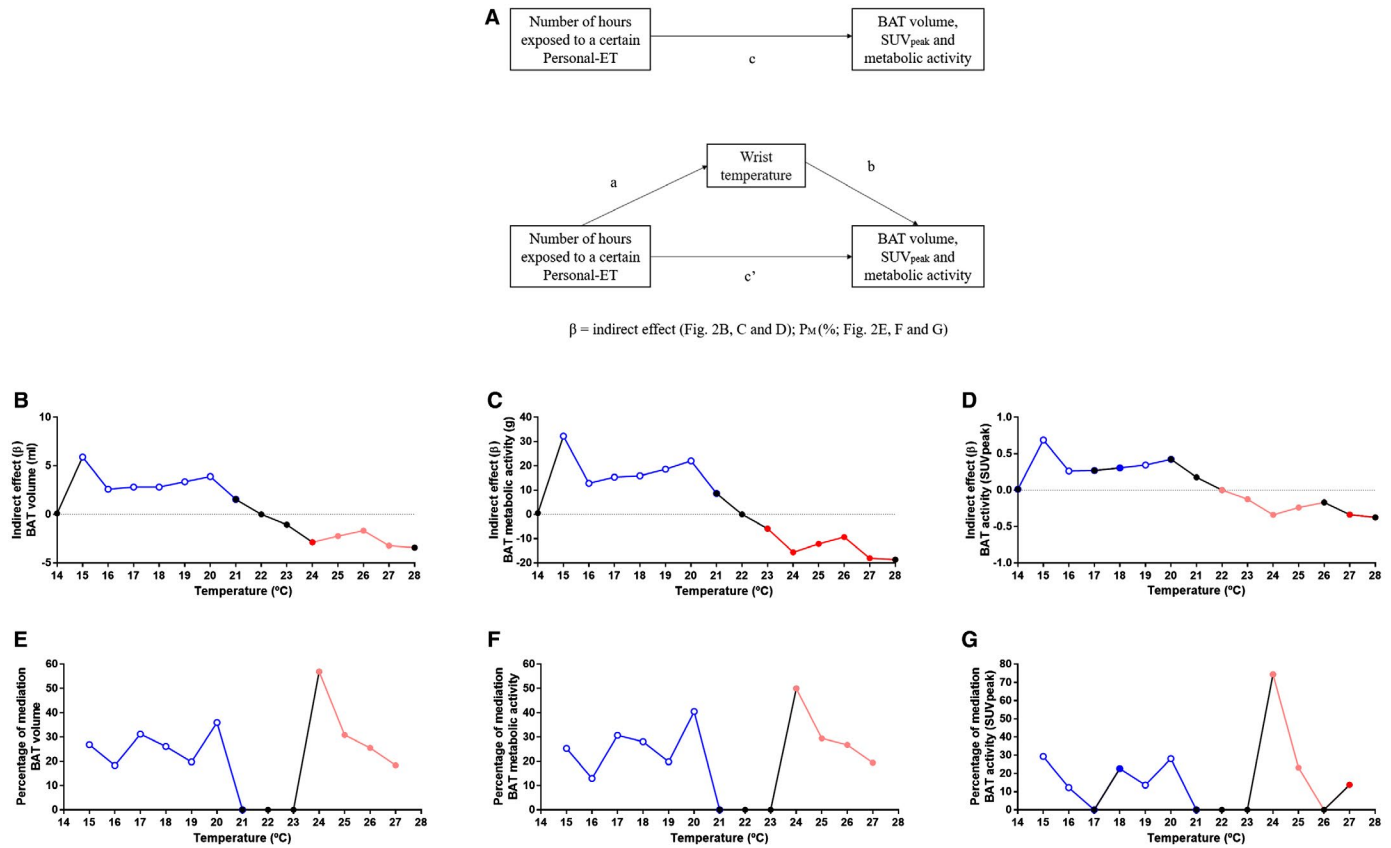 A
Number of hours
exposed to a certain
Personal-ET
c
BAT volume,
SUVpeak and
metabolic activity
Wrist
temperature
a
b
Number of hours
exposed to a certain
Personal-ET
c'
BAT volume,
SUVpeak and
metabolic activity
β = indirect effect (Fig. 2B, C and D); PM (%; Fig. 2E, F and G)
B
Indirect effect (β)
BAT volume (ml)
10
5
0
-5
14 15 16 17 18 19 20 21 22 23 24 25 26 27 28
Temperature (ºC)
C
Indirect effect (β)
BAT metabolic activity (g)
40
30
20
10
0
-10
-20
14 15 16 17 18 19 20 21 22 23 24 25 26 27 28
Temperature (ºC)
D
Indirect effect (β)
BAT activity (SUVpeak)
1.0
0.5
0.0
-0.5
-1.0
14 15 16 17 18 19 20 21 22 23 24 25 26 27 28
Temperature (ºC)
E
Percentage of mediation
BAT volume
60
50
40
30
20
10
0
14 15 16 17 18 19 20 21 22 23 24 25 26 27 28
Temperature (ºC)
F
Percentage of mediation
BAT metabolic activity
60
50
40
30
20
10
0
14 15 16 17 18 19 20 21 22 23 24 25 26 27 28
Temperature (ºC)
G
Percentage of mediation
BAT activity (SUVpeak)
80
70
60
50
40
30
20
10
0
14 15 16 17 18 19 20 21 22 23 24 25 26 27 28
Temperature (ºC)